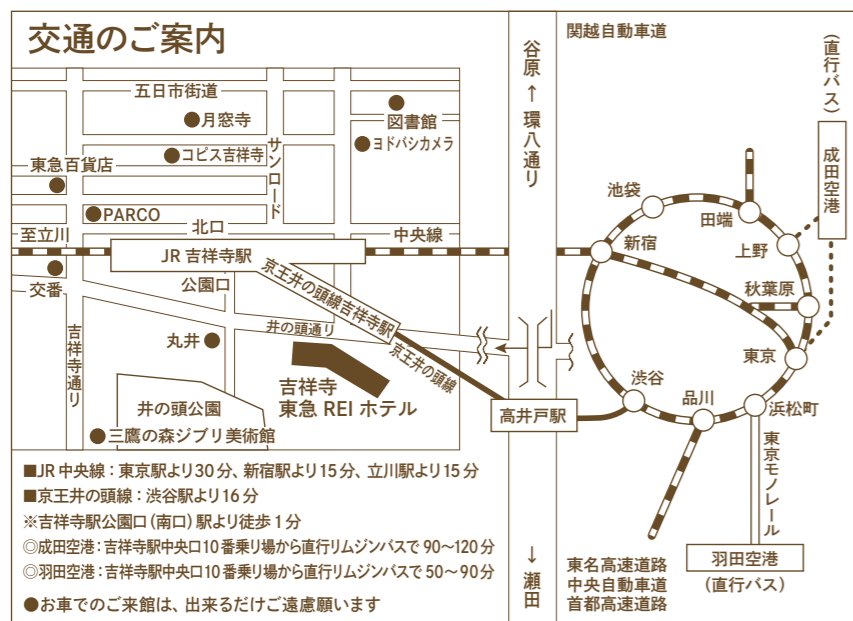 交通のご案内
五日市街道
月窓寺
図書館
コピス吉祥寺
サンロード
ヨドバシカメラ
東急百貨店
PARCO
北口
至立川
中央線
JR 吉祥寺駅
交番
公園口
京王井の頭線吉祥寺駅
吉祥寺通り
丸井
井の頭通り
京王井の頭線
吉祥寺
東急 REI ホテル
井の頭公園
三鷹の森ジブリ美術館
高井戸駅
谷原 ↑ 環八通り
↓ 瀬田
関越自動車道
(直行バス)
成田空港
池袋
田端
上野
新宿
秋葉原
東京
渋谷
品川
浜松町
東京モノレール
羽田空港
(直行バス)
東名高速道路
中央自動車道
首都高速道路
■JR 中央線：東京駅より30分、新宿駅より15分、立川駅より15分
■京王井の頭線：渋谷駅より16分
※吉祥寺駅公園口(南口)駅より徒歩1分
◎成田空港：吉祥寺駅中央口10番乗り場から直行リムジンバスで 90〜120分
◎羽田空港：吉祥寺駅中央口10番乗り場から直行リムジンバスで 50〜90分
●お車でのご来館は、出来るだけご遠慮願います